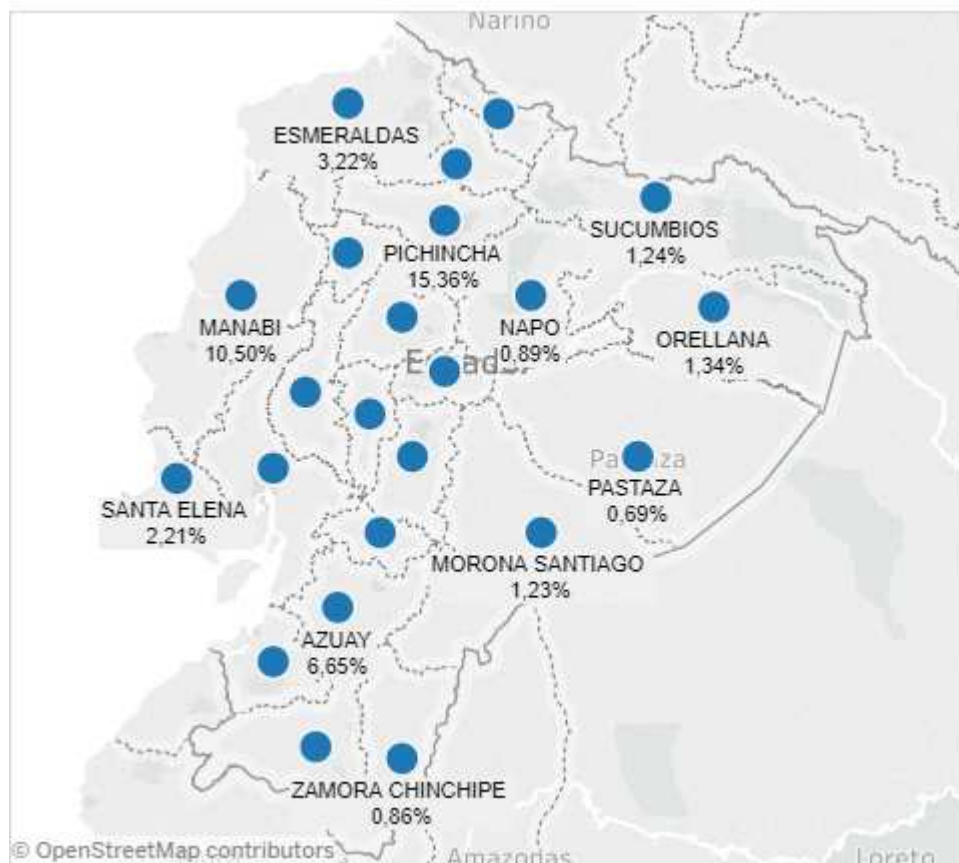 Narino
ESMERALDAS
3,22%
SUCUMBIOS
1,24%
PICHINCHA
15,36%
MANABI
10,50%
NAPO
0,89%
ORELLANA
1,34%
PASTAZA
0,69%
SANTA ELENA
2,21%
MORONA SANTIAGO
1,23%
AZUAY
6,65%
ZAMORA CHINCHIPE
0,86%
© OpenStreetMap contributors
Amazonas
Loreto